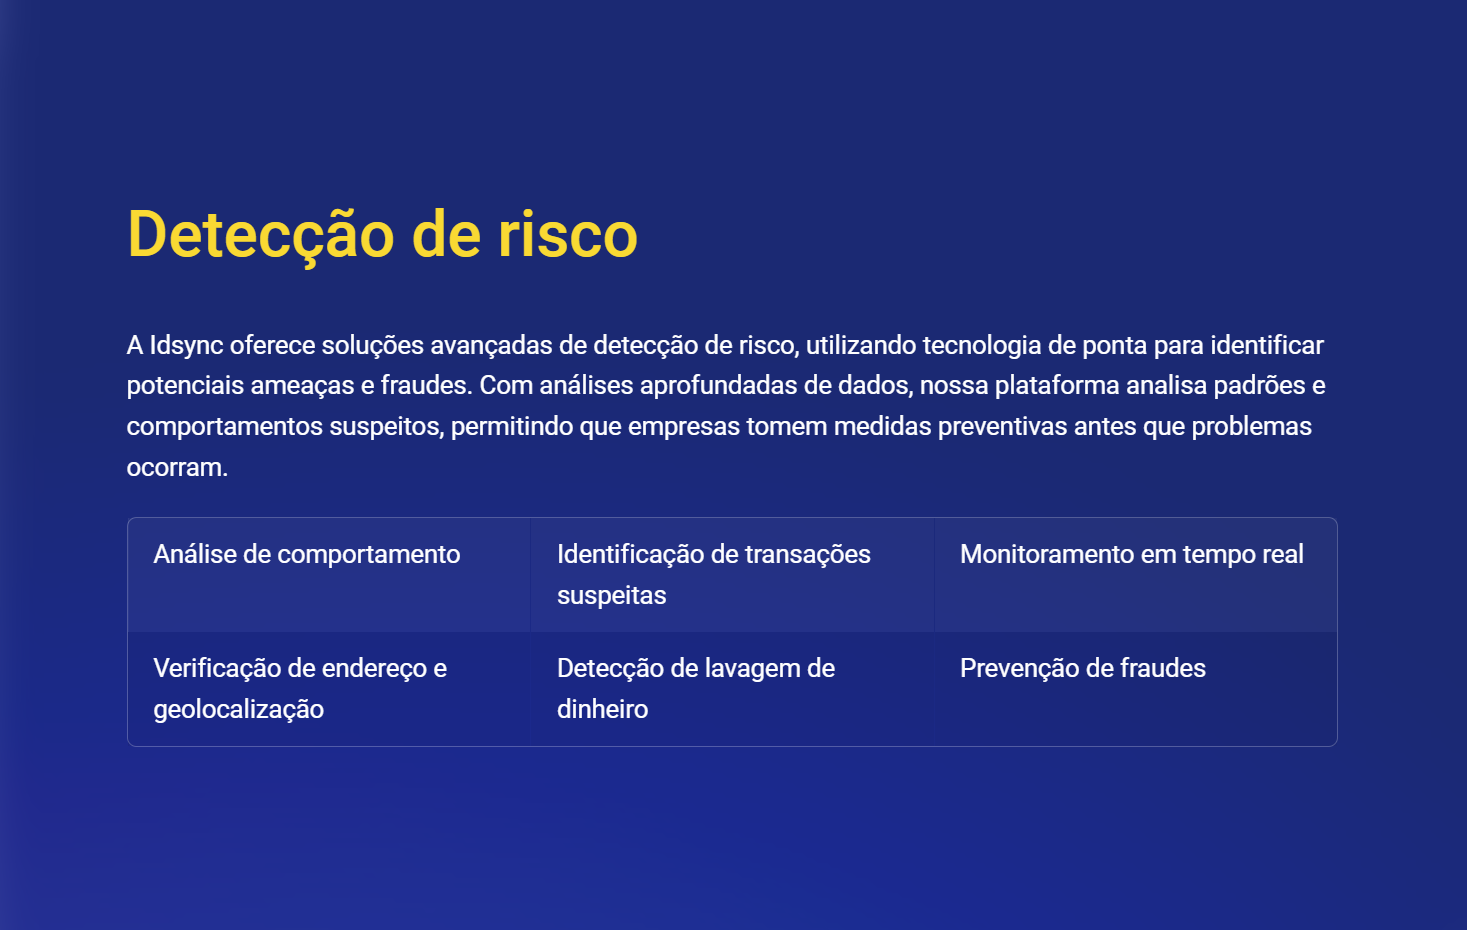 Detecção de risco
A Idsync oferece soluções avançadas de detecção de risco, utilizando tecnologia de ponta para identificar
potenciais ameaças e fraudes. Com análises aprofundadas de dados, nossa plataforma analisa padrões e
comportamentos suspeitos, permitindo que empresas tomem medidas preventivas antes que problemas
ocorram.
Análise de comportamento
Identificação de transações
suspeitas
Monitoramento em tempo real
Verificação de endereço e
geolocalização
Detecção de lavagem de
dinheiro
Prevenção de fraudes